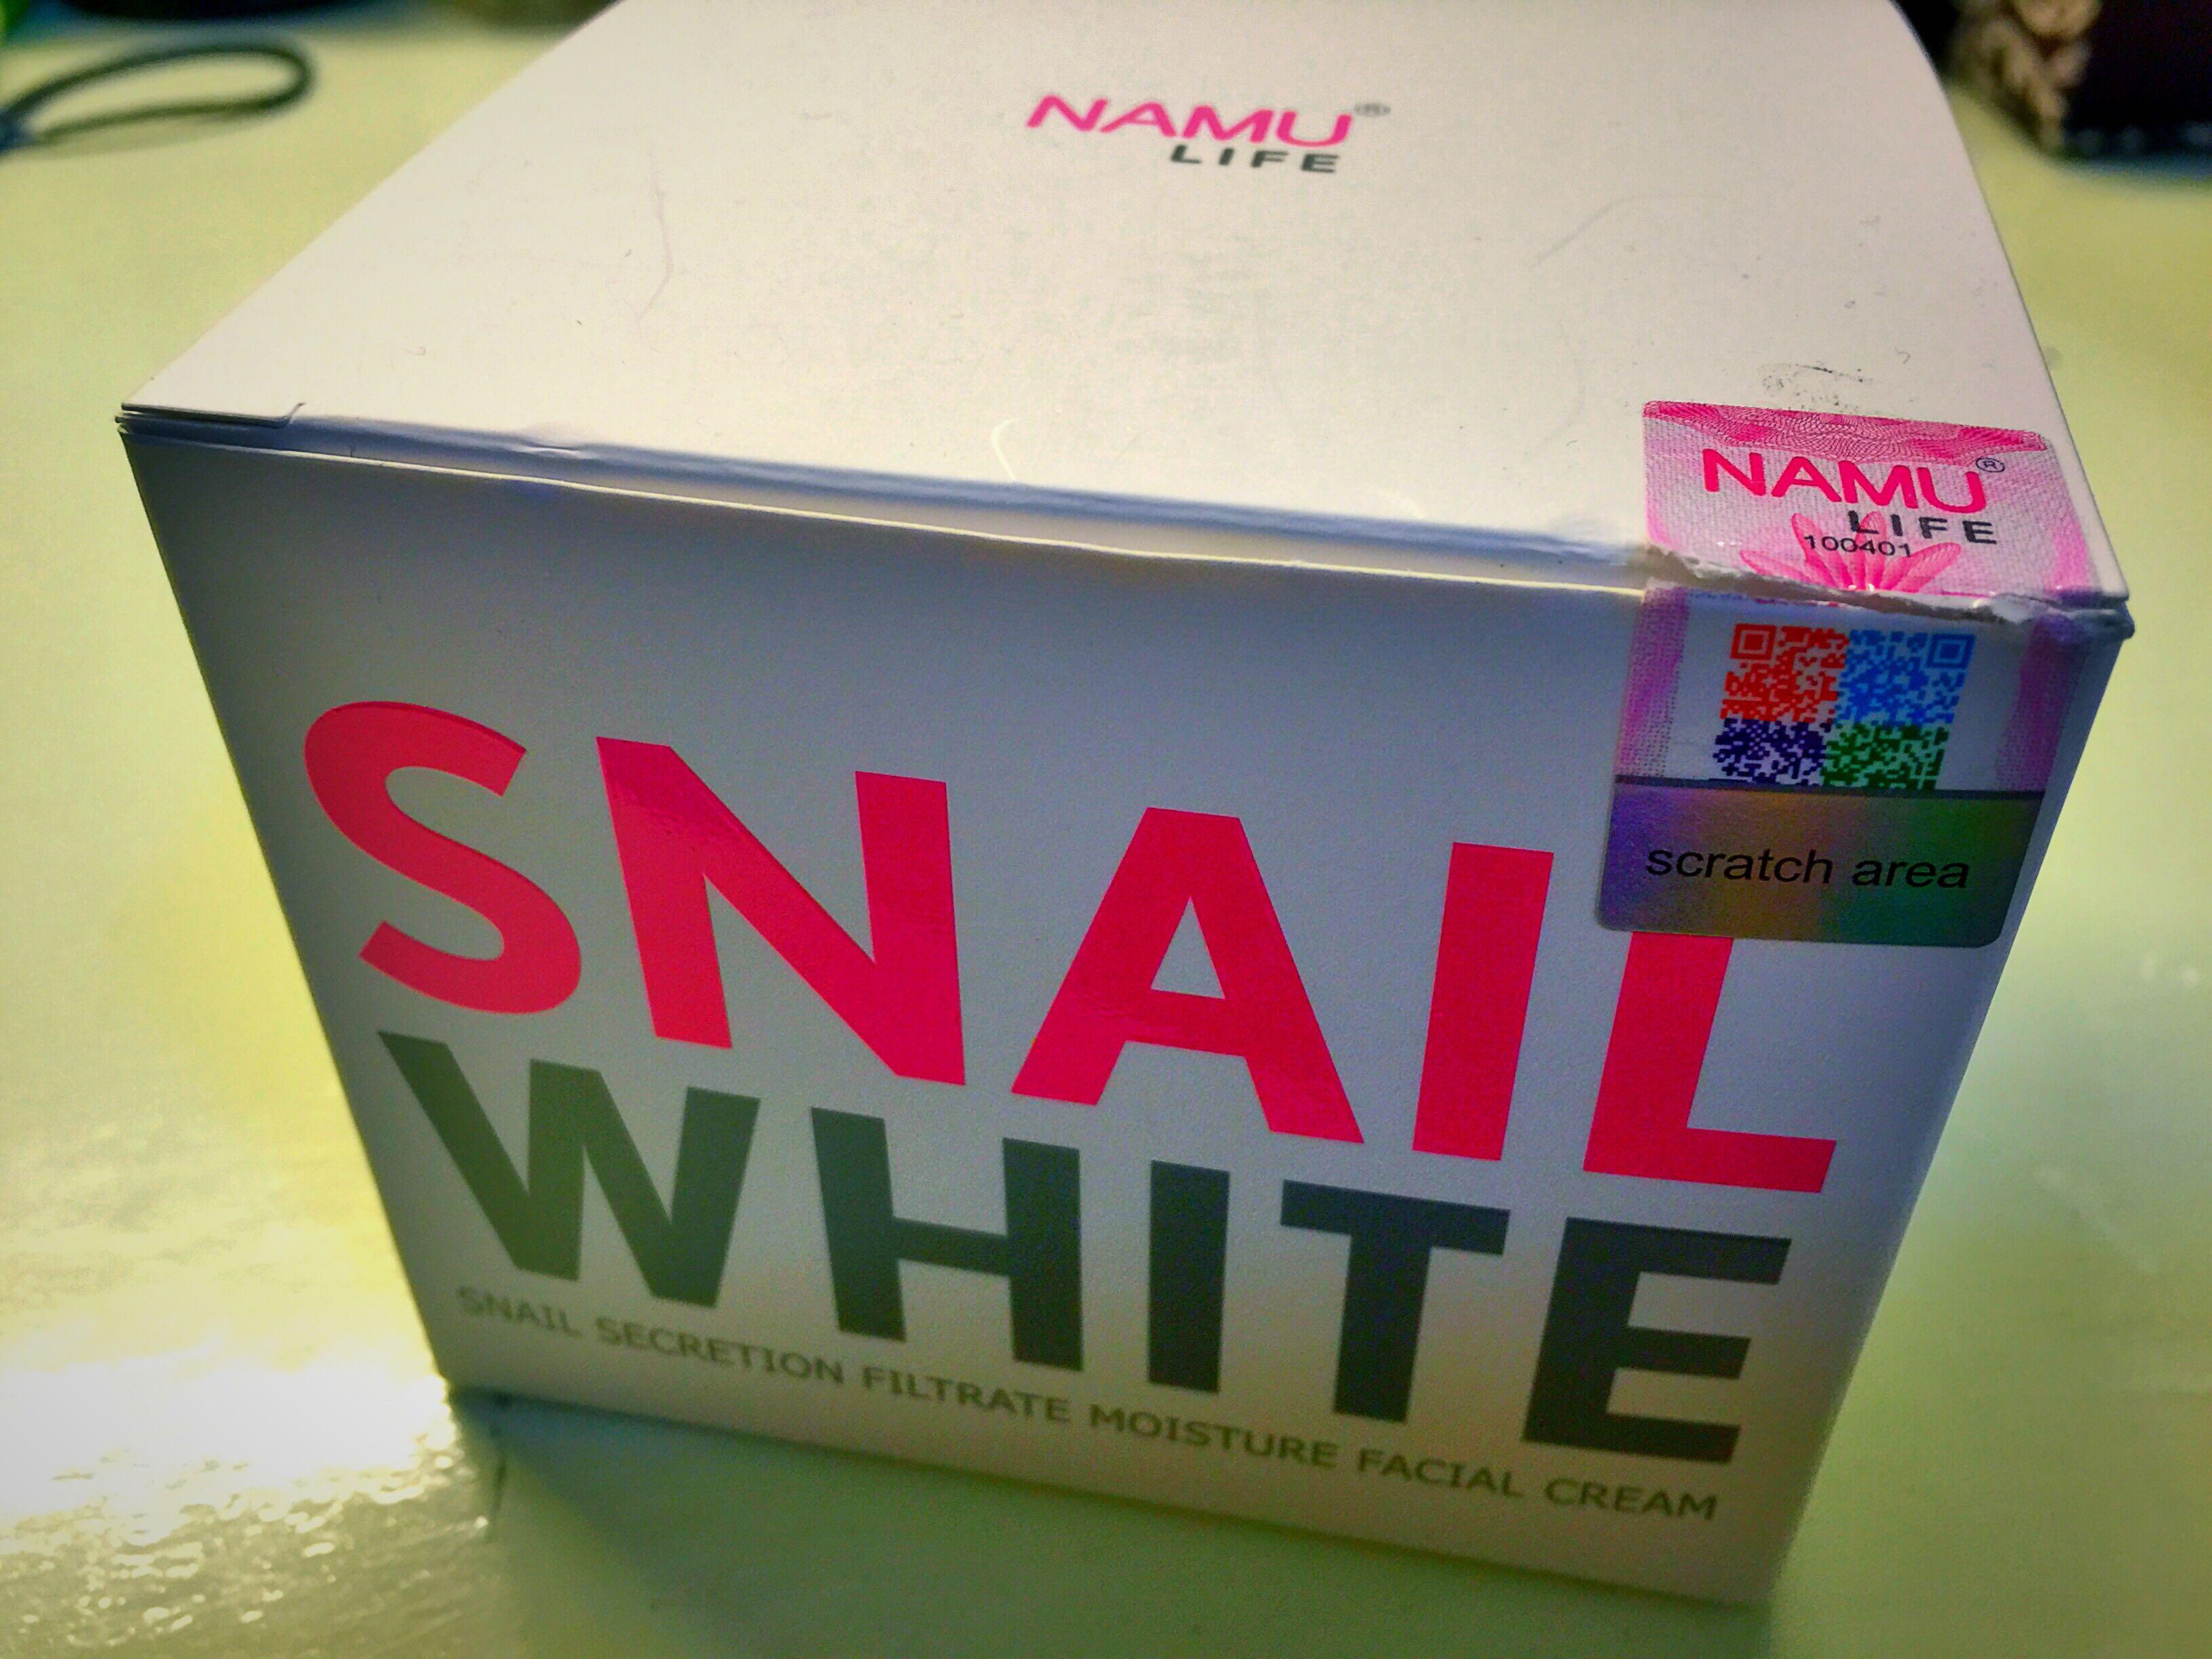 NAMU®
LIFE
NAMU®
LIFE
100401
scratch area
SNAIL
WHITE
SNAIL SECRETION FILTRATE MOISTURE FACIAL CREAM